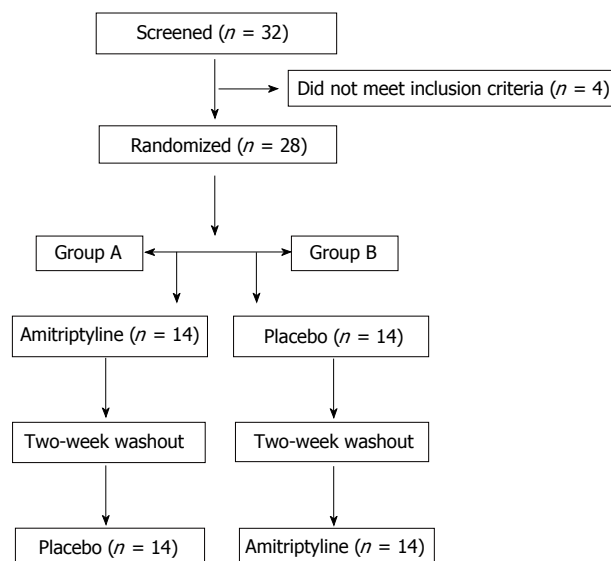 Screened (n = 32)
Did not meet inclusion criteria (n = 4)
Randomized (n = 28)
Group A
Group B
Amitriptyline (n = 14)
Placebo (n = 14)
Two-week washout
Two-week washout
Placebo (n = 14)
Amitriptyline (n = 14)